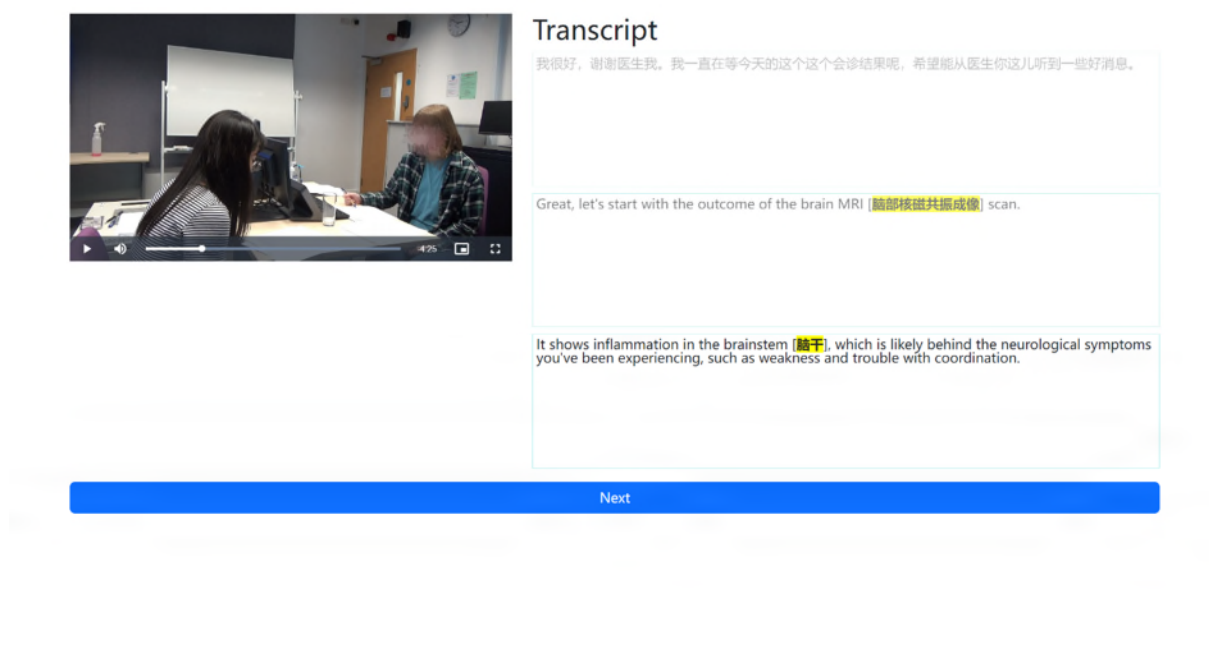 Transcript
我很好，谢谢医生我。我一直在等今天的这个这个会诊结果呢，希望能从医生你这儿听到一些好消息。
Great, let's start with the outcome of the brain MRI [脑部核磁共振成像] scan.
4:25
It shows inflammation in the brainstem [脑干], which is likely behind the neurological symptoms
you've been experiencing, such as weakness and trouble with coordination.
Next